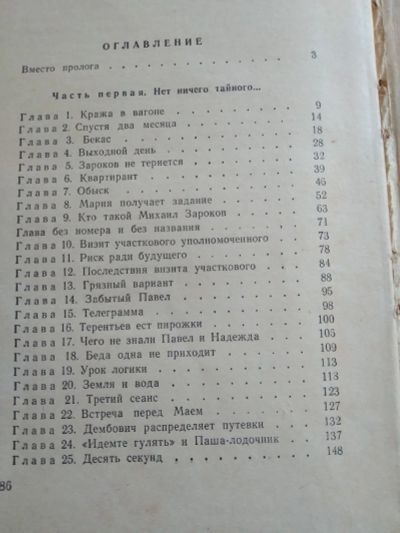 ОГЛАВЛЕНИЕ
Вместо пролога . . . . . . . . . . . . 3
Часть первая. Нет ничего тайного...
Глава 1. Кража в вагоне . . . . . . . . . 9
Глава 2. Спустя два месяца . . . . . . . . 14
Глава 3. Бекас . . . . . . . . . . . . 18
Глава 4. Выходной день . . . . . . . . . 28
Глава 5. Зароков не теряется . . . . . . . 32
Глава 6. Квартирант . . . . . . . . . . 39
Глава 7. Обыск . . . . . . . . . . . . 46
Глава 8. Мария получает задание . . . . . . 52
Глава 9. Кто такой Михаил Зароков . . . . . 63
Глава без номера и без названия . . . . . . 71
Глава 10. Визит участкового уполномоченного . . 73
Глава 11. Риск ради будущего . . . . . . . 78
Глава 12. Последствия визита участкового . . . 84
Глава 13. Грязный вариант . . . . . . . . 88
Глава 14. Забытый Павел . . . . . . . . 95
Глава 15. Телеграмма . . . . . . . . . 98
Глава 16. Терентьев ест пирожки . . . . . . 100
Глава 17. Чего не знали Павел и Надежда . . . 105
Глава 18. Беда одна не приходит . . . . . . 109
Глава 19. Урок логики . . . . . . . . . 113
Глава 20. Земля и вода . . . . . . . . . 113
Глава 21. Третий сеанс . . . . . . . . . 123
Глава 22. Встреча перед Маем . . . . . . . 127
Глава 23. Дембович распределяет путевки . . . 132
Глава 24. «Идемте гулять» и Паша-лодочник . . 137
Глава 25. Десять секунд . . . . . . . . . 148
86